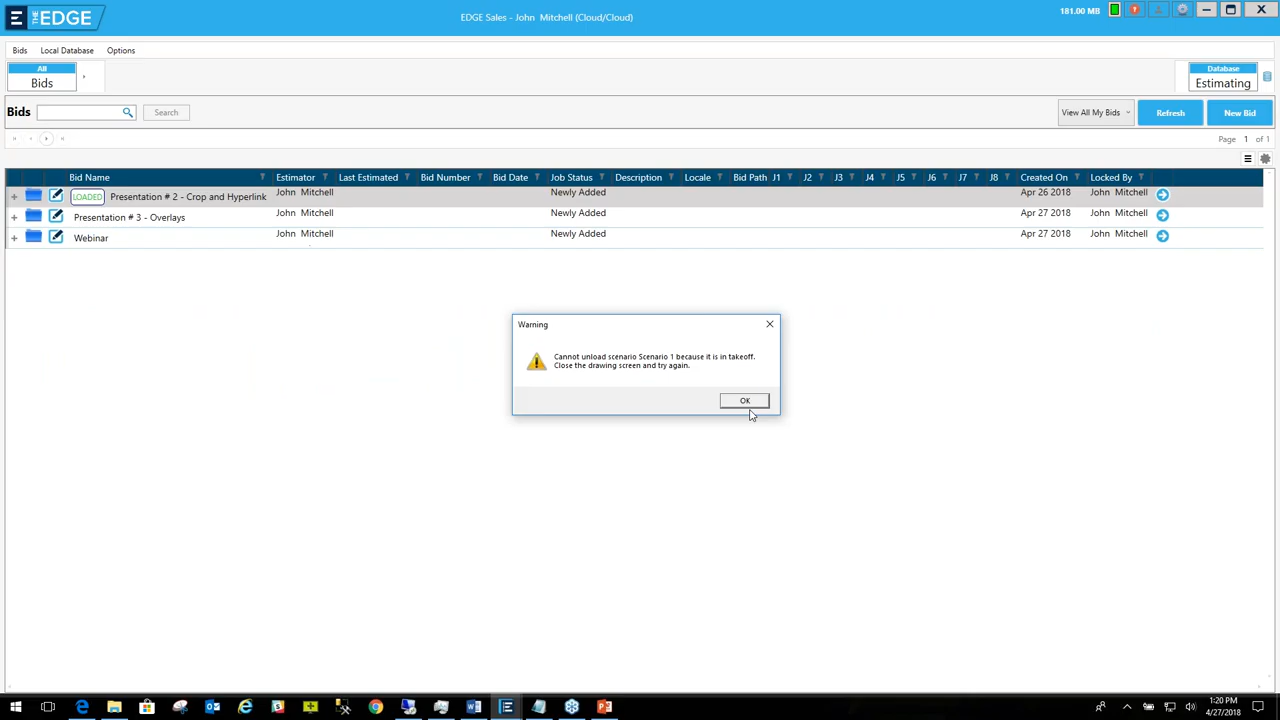 THE EDGE
EDGE Sales - John Mitchell (Cloud/Cloud)
181.00 MB
Bids Local Database Options
All
Bids
Database
Estimating
Bids
Search
View All My Bids
Refresh
New Bid
Page 1 of 1
Bid Name Estimator Last Estimated Bid Number Bid Date Job Status Description Locale Bid Path J1 J2 J3 J4 J5 J6 J7 J8 Created On Locked By
LOADED Presentation # 2 - Crop and Hyperlink John Mitchell Newly Added Apr 26 2018 John Mitchell
Presentation # 3 - Overlays John Mitchell Newly Added Apr 27 2018 John Mitchell
Webinar John Mitchell Newly Added Apr 27 2018 John Mitchell
Warning
Cannot unload scenario Scenario 1 because it is in takeoff.
Close the drawing screen and try again.
OK
1:20 PM
4/27/2018